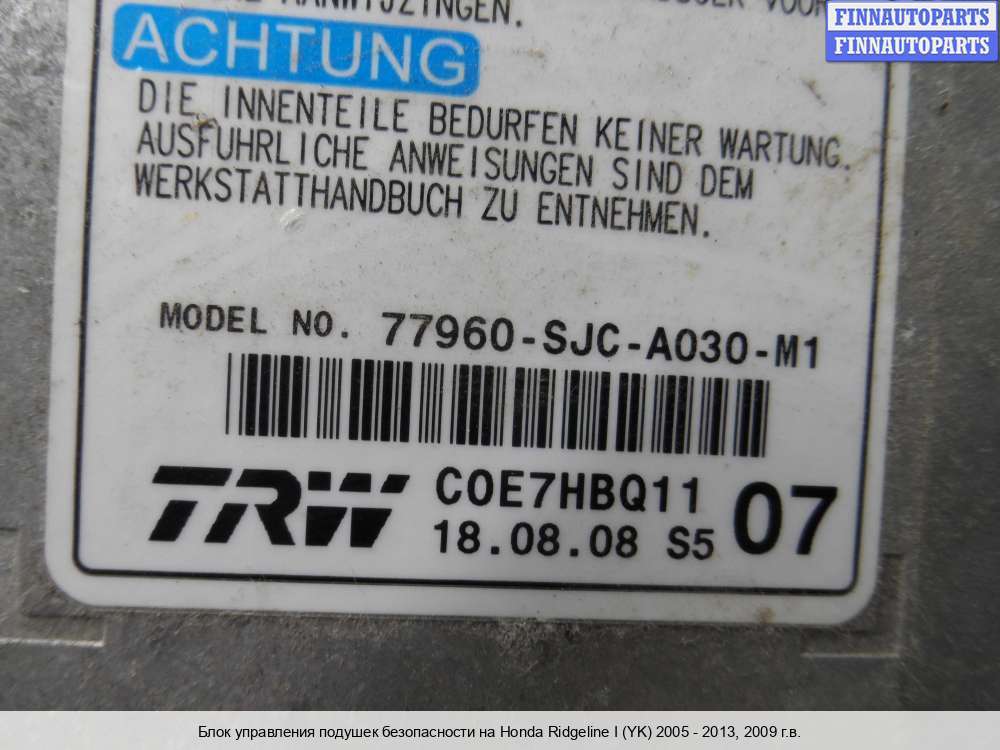 FINNAUTOPARTS
FINNAUTOPARTS
ACHTUNG
DIE INNENTEILE BEDURFEN KEINER WARTUNG.
AUSFUHRLICHE ANWEISUNGEN SIND DEM
WERKSTATTHANDBUCH ZU ENTNEHMEN.
MODEL NO. 77960-SJC-A030-M1
TRW
C0E7HBQ11
18.08.08 S5
07
Блок управления подушек безопасности на Honda Ridgeline I (YK) 2005 - 2013, 2009 г.в.